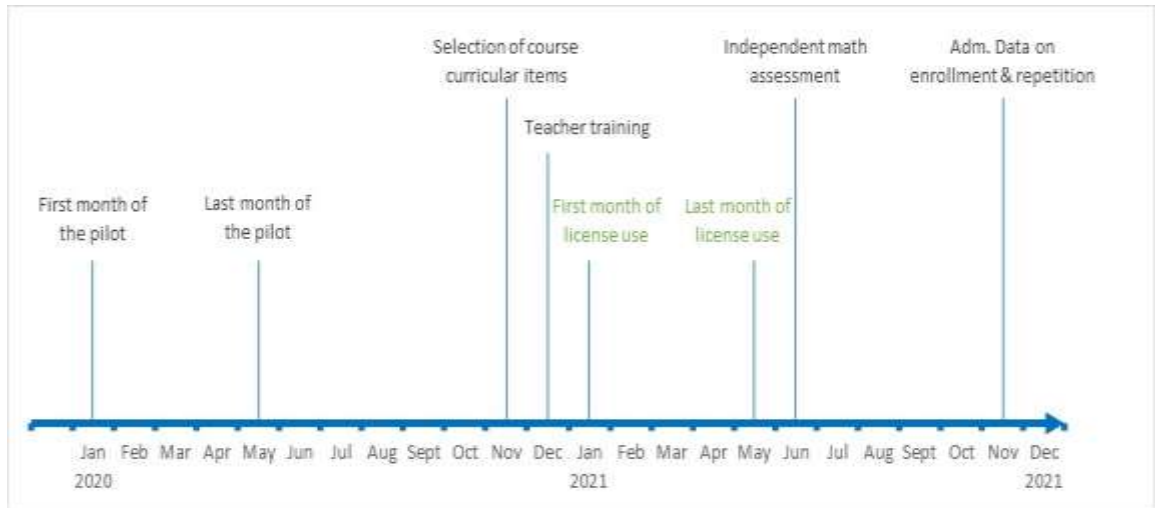 Selection of course
curricular items
Independent math
assessment
Adm. Data on
enrollment & repetition
Teacher training
First month of
the pilot
Last month of
the pilot
First month of
license use
Last month of
license use
Jan Feb Mar Apr May Jun Jul Aug Sept Oct Nov Dec Jan Feb Mar Apr May Jun Jul Aug Sept Oct Nov Dec
2020 2021 2021